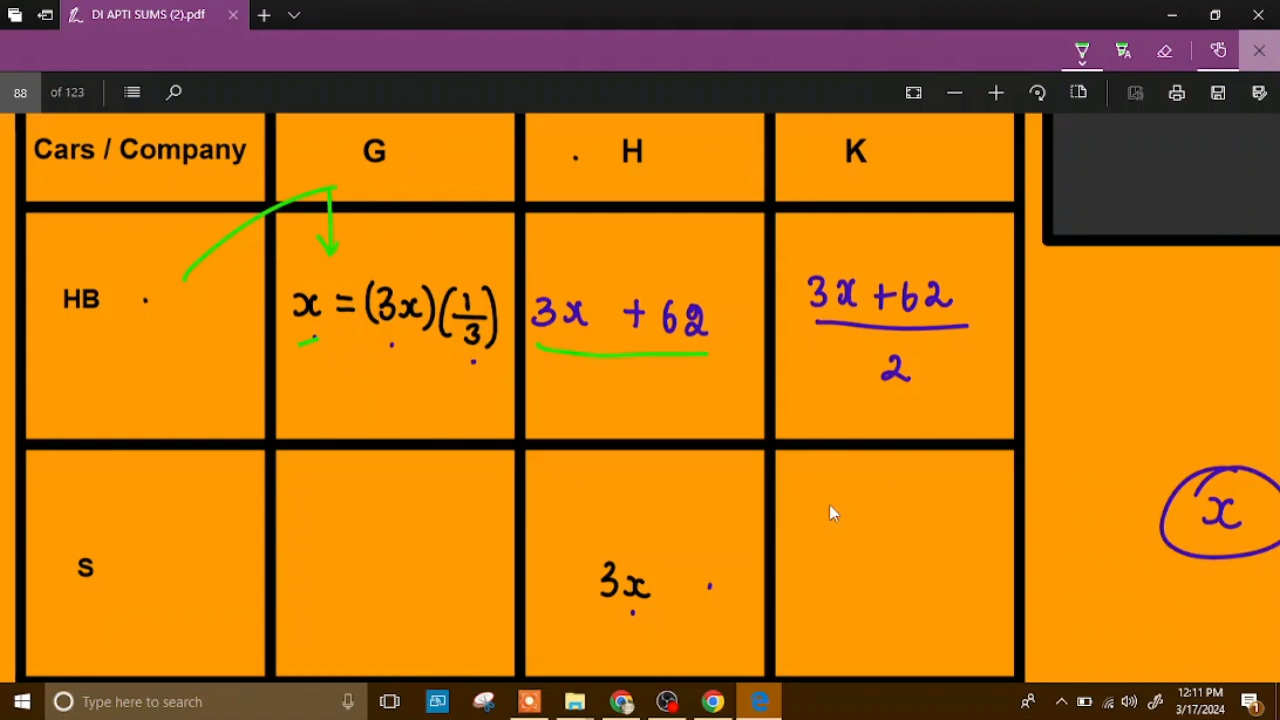 DI APTI SUMS (2).pdf
88 of 123
Cars / Company G H K
HB x = (3x)(1/3) 3x + 62 3x + 62 / 2
x
S 3x
Type here to search
12:11 PM
3/17/2024
1